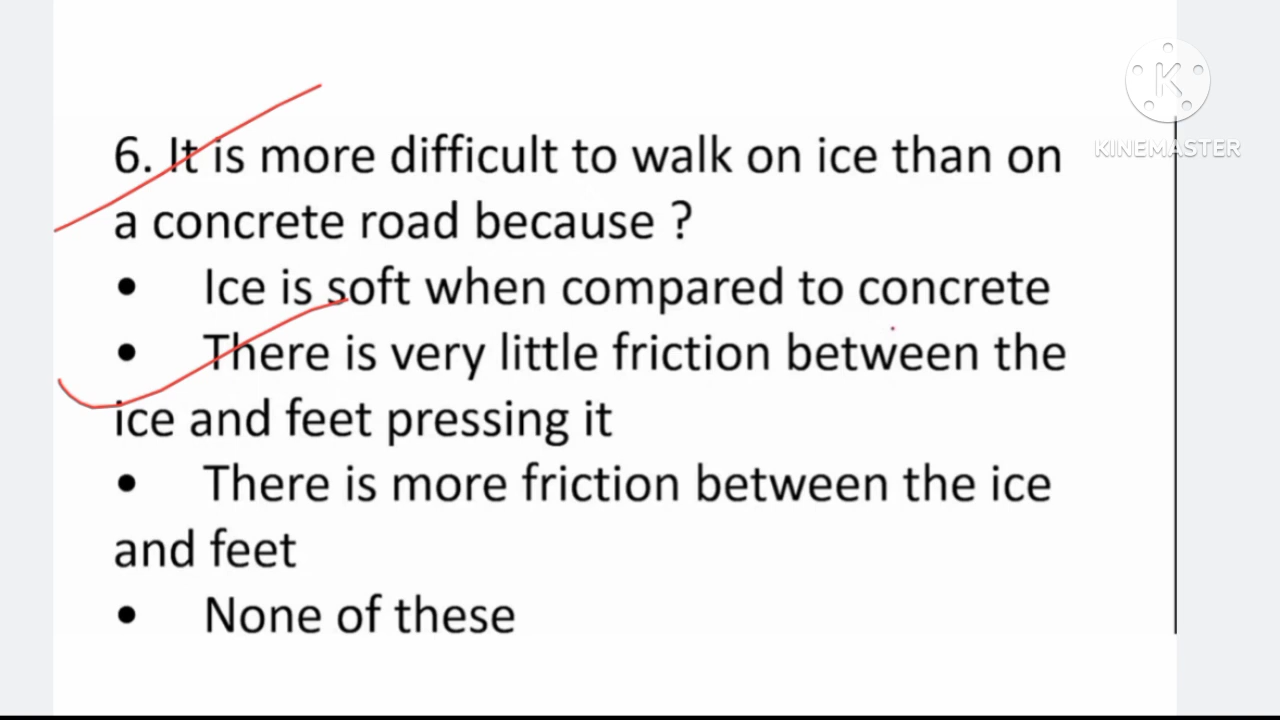 K
KINEMASTER
6. It is more difficult to walk on ice than on
a concrete road because ?
• Ice is soft when compared to concrete
• There is very little friction between the
ice and feet pressing it
• There is more friction between the ice
and feet
• None of these